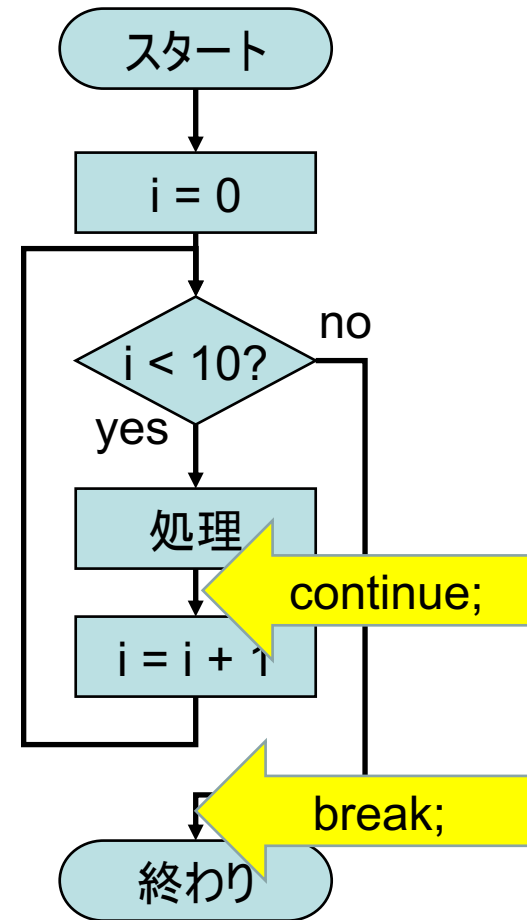 スタート
i = 0
i < 10?
no
yes
処理
continue;
i = i + 1
break;
終わり